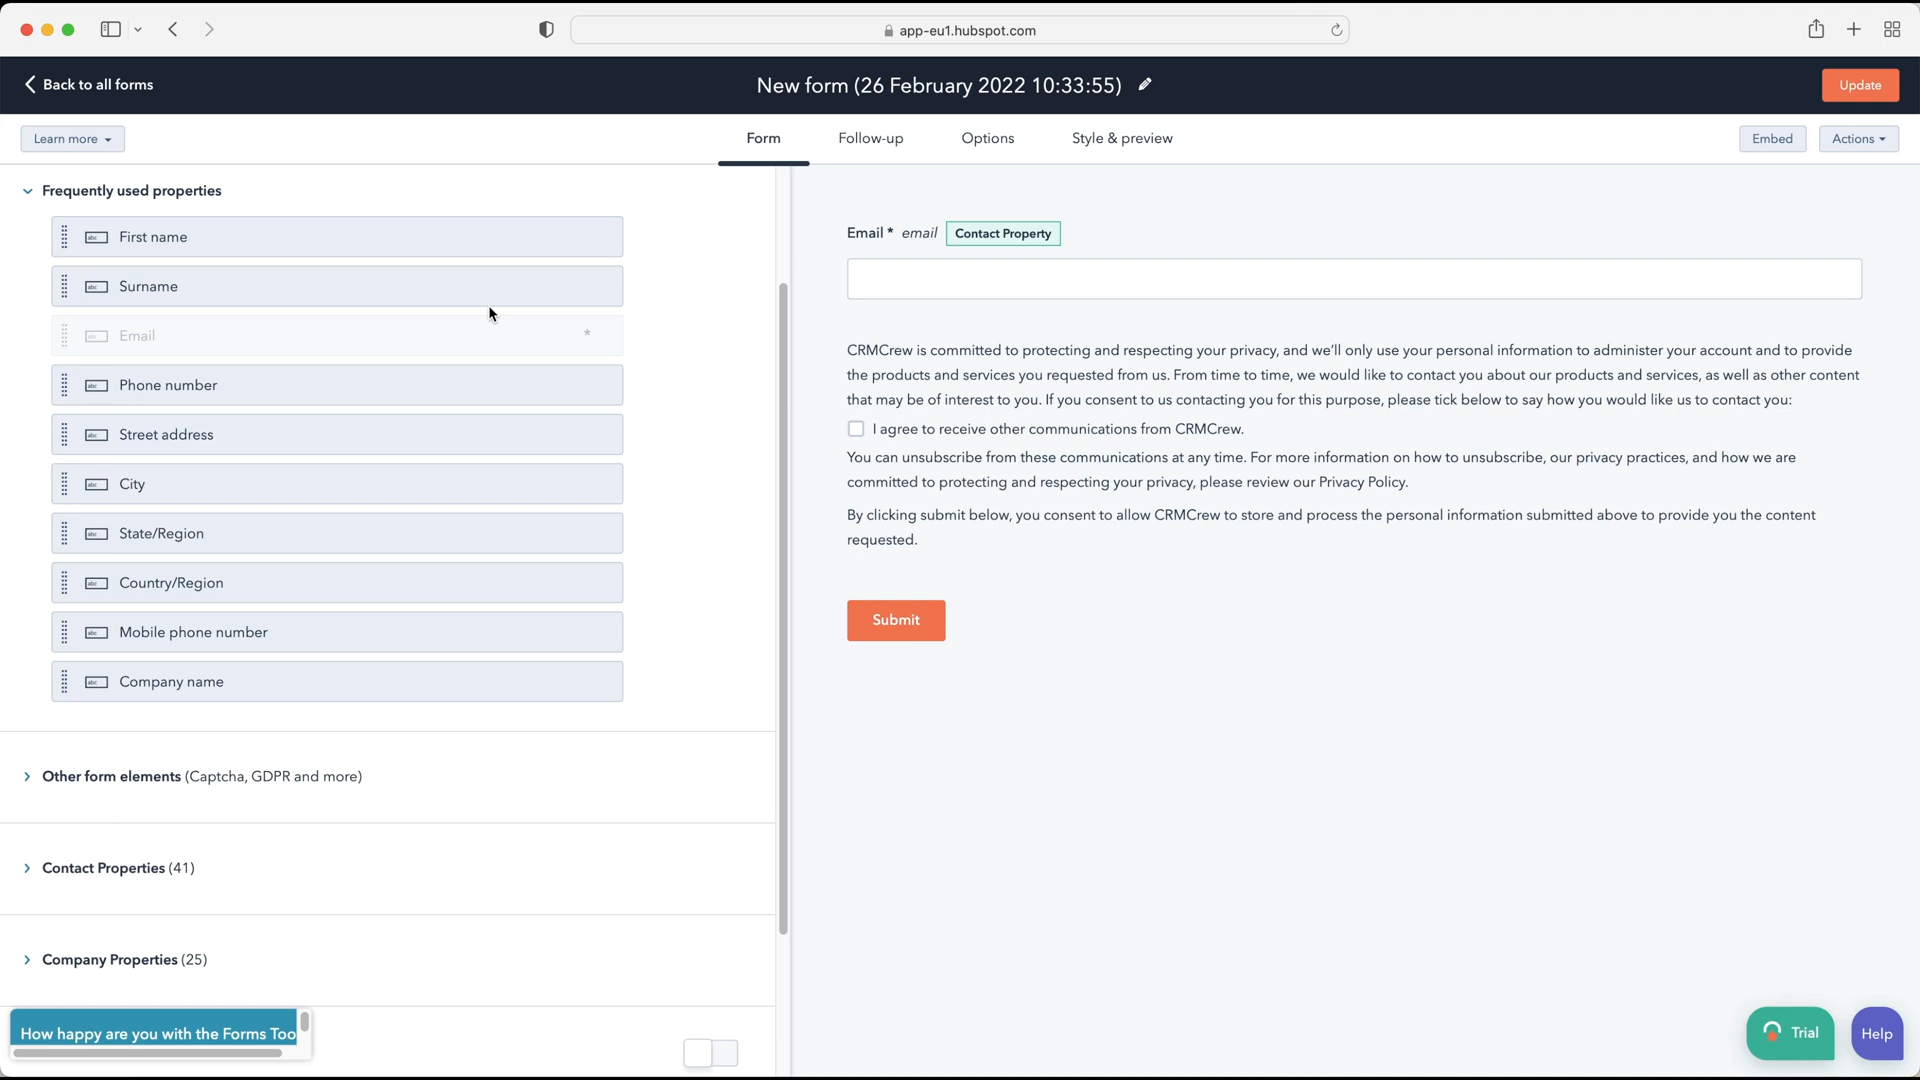 app-eu1.hubspot.com
Back to all forms
New form (26 February 2022 10:33:55)
Update
Learn more
Form
Follow-up
Options
Style & preview
Embed
Actions
Frequently used properties
First name
Surname
Email *
Phone number
Street address
City
State/Region
Country/Region
Mobile phone number
Company name
Other form elements (Captcha, GDPR and more)
Contact Properties (41)
Company Properties (25)
How happy are you with the Forms Too
Email * email Contact Property
CRMCrew is committed to protecting and respecting your privacy, and we'll only use your personal information to administer your account and to provide
the products and services you requested from us. From time to time, we would like to contact you about our products and services, as well as other content
that may be of interest to you. If you consent to us contacting you for this purpose, please tick below to say how you would like us to contact you:
I agree to receive other communications from CRMCrew.
You can unsubscribe from these communications at any time. For more information on how to unsubscribe, our privacy practices, and how we are
committed to protecting and respecting your privacy, please review our Privacy Policy.
By clicking submit below, you consent to allow CRMCrew to store and process the personal information submitted above to provide you the content
requested.
Submit
Trial
Help